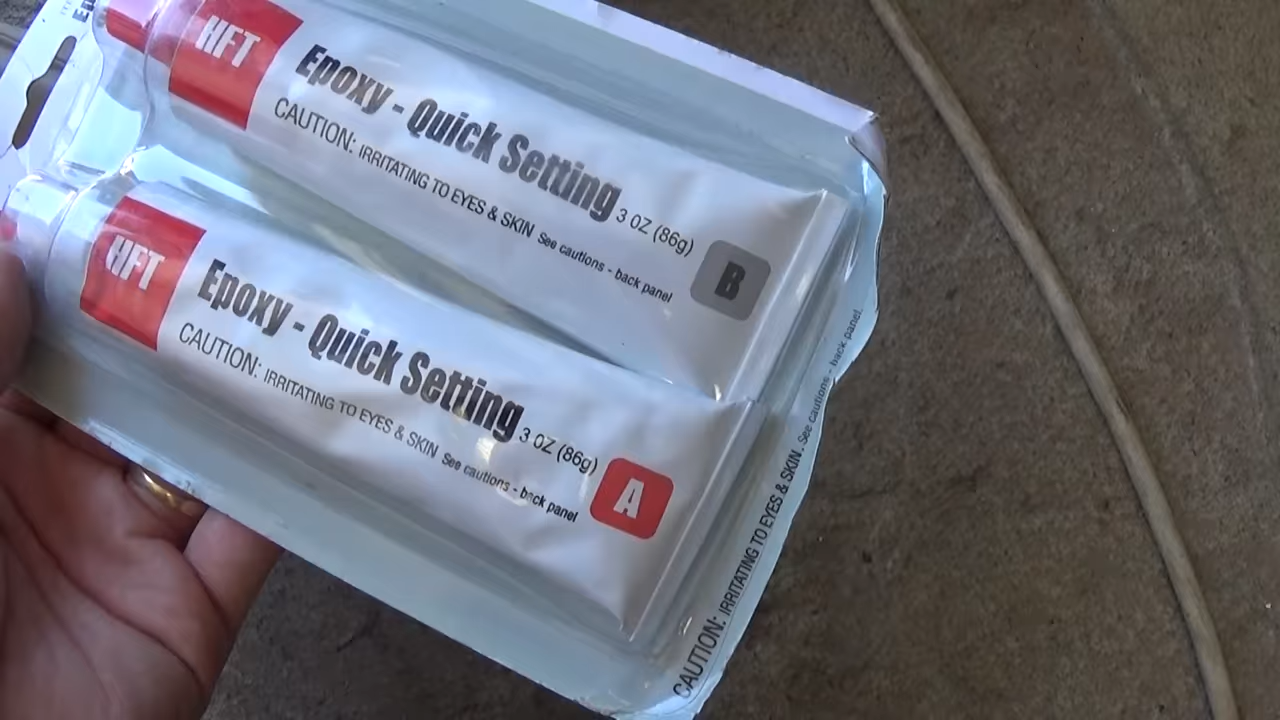 HFT
Epoxy - Quick Setting 3 OZ (86g)
CAUTION: IRRITATING TO EYES & SKIN See cautions - back panel
B
HFT
Epoxy - Quick Setting 3 OZ (86g)
CAUTION: IRRITATING TO EYES & SKIN See cautions - back panel
A
CAUTION: IRRITATING TO EYES & SKIN. See cautions - back panel.